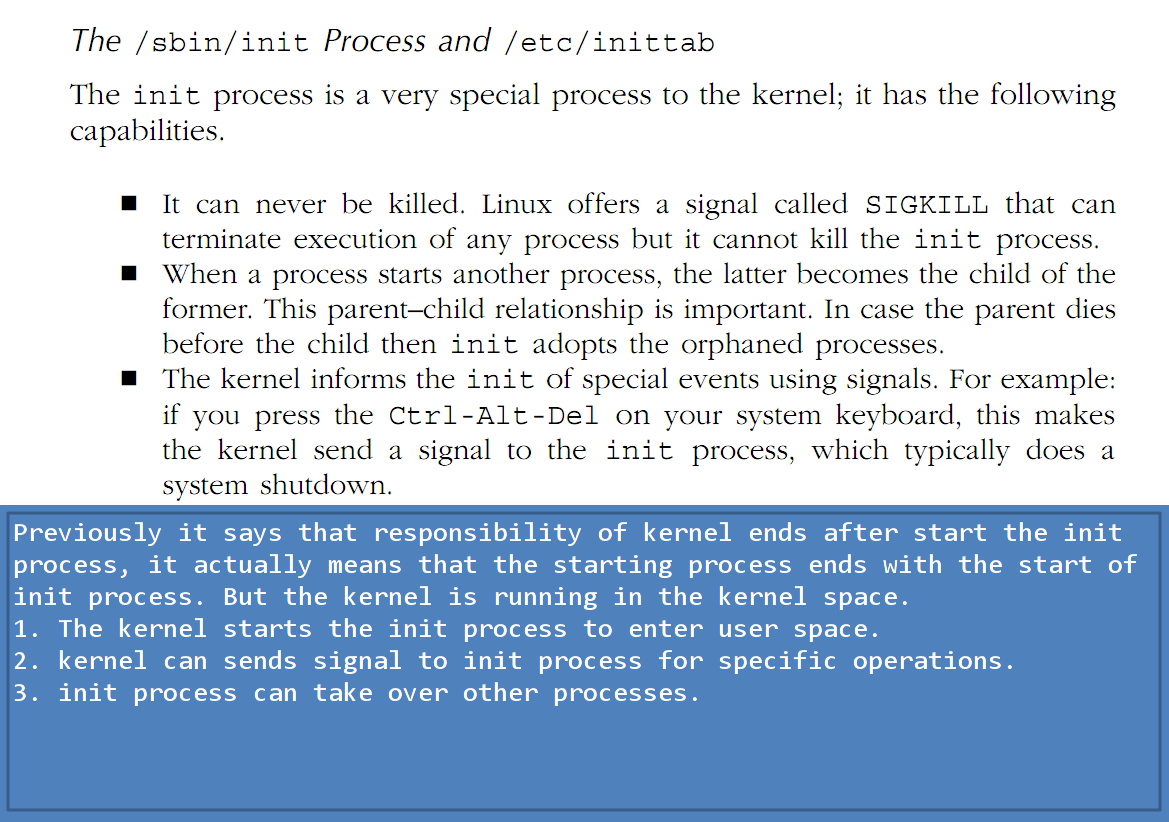 The /sbin/init Process and /etc/inittab
The init process is a very special process to the kernel; it has the following
capabilities.
■ It can never be killed. Linux offers a signal called SIGKILL that can
terminate execution of any process but it cannot kill the init process.
■ When a process starts another process, the latter becomes the child of the
former. This parent–child relationship is important. In case the parent dies
before the child then init adopts the orphaned processes.
■ The kernel informs the init of special events using signals. For example:
if you press the Ctrl-Alt-Del on your system keyboard, this makes
the kernel send a signal to the init process, which typically does a
system shutdown.
Previously it says that responsibility of kernel ends after start the init
process, it actually means that the starting process ends with the start of
init process. But the kernel is running in the kernel space.
1. The kernel starts the init process to enter user space.
2. kernel can sends signal to init process for specific operations.
3. init process can take over other processes.